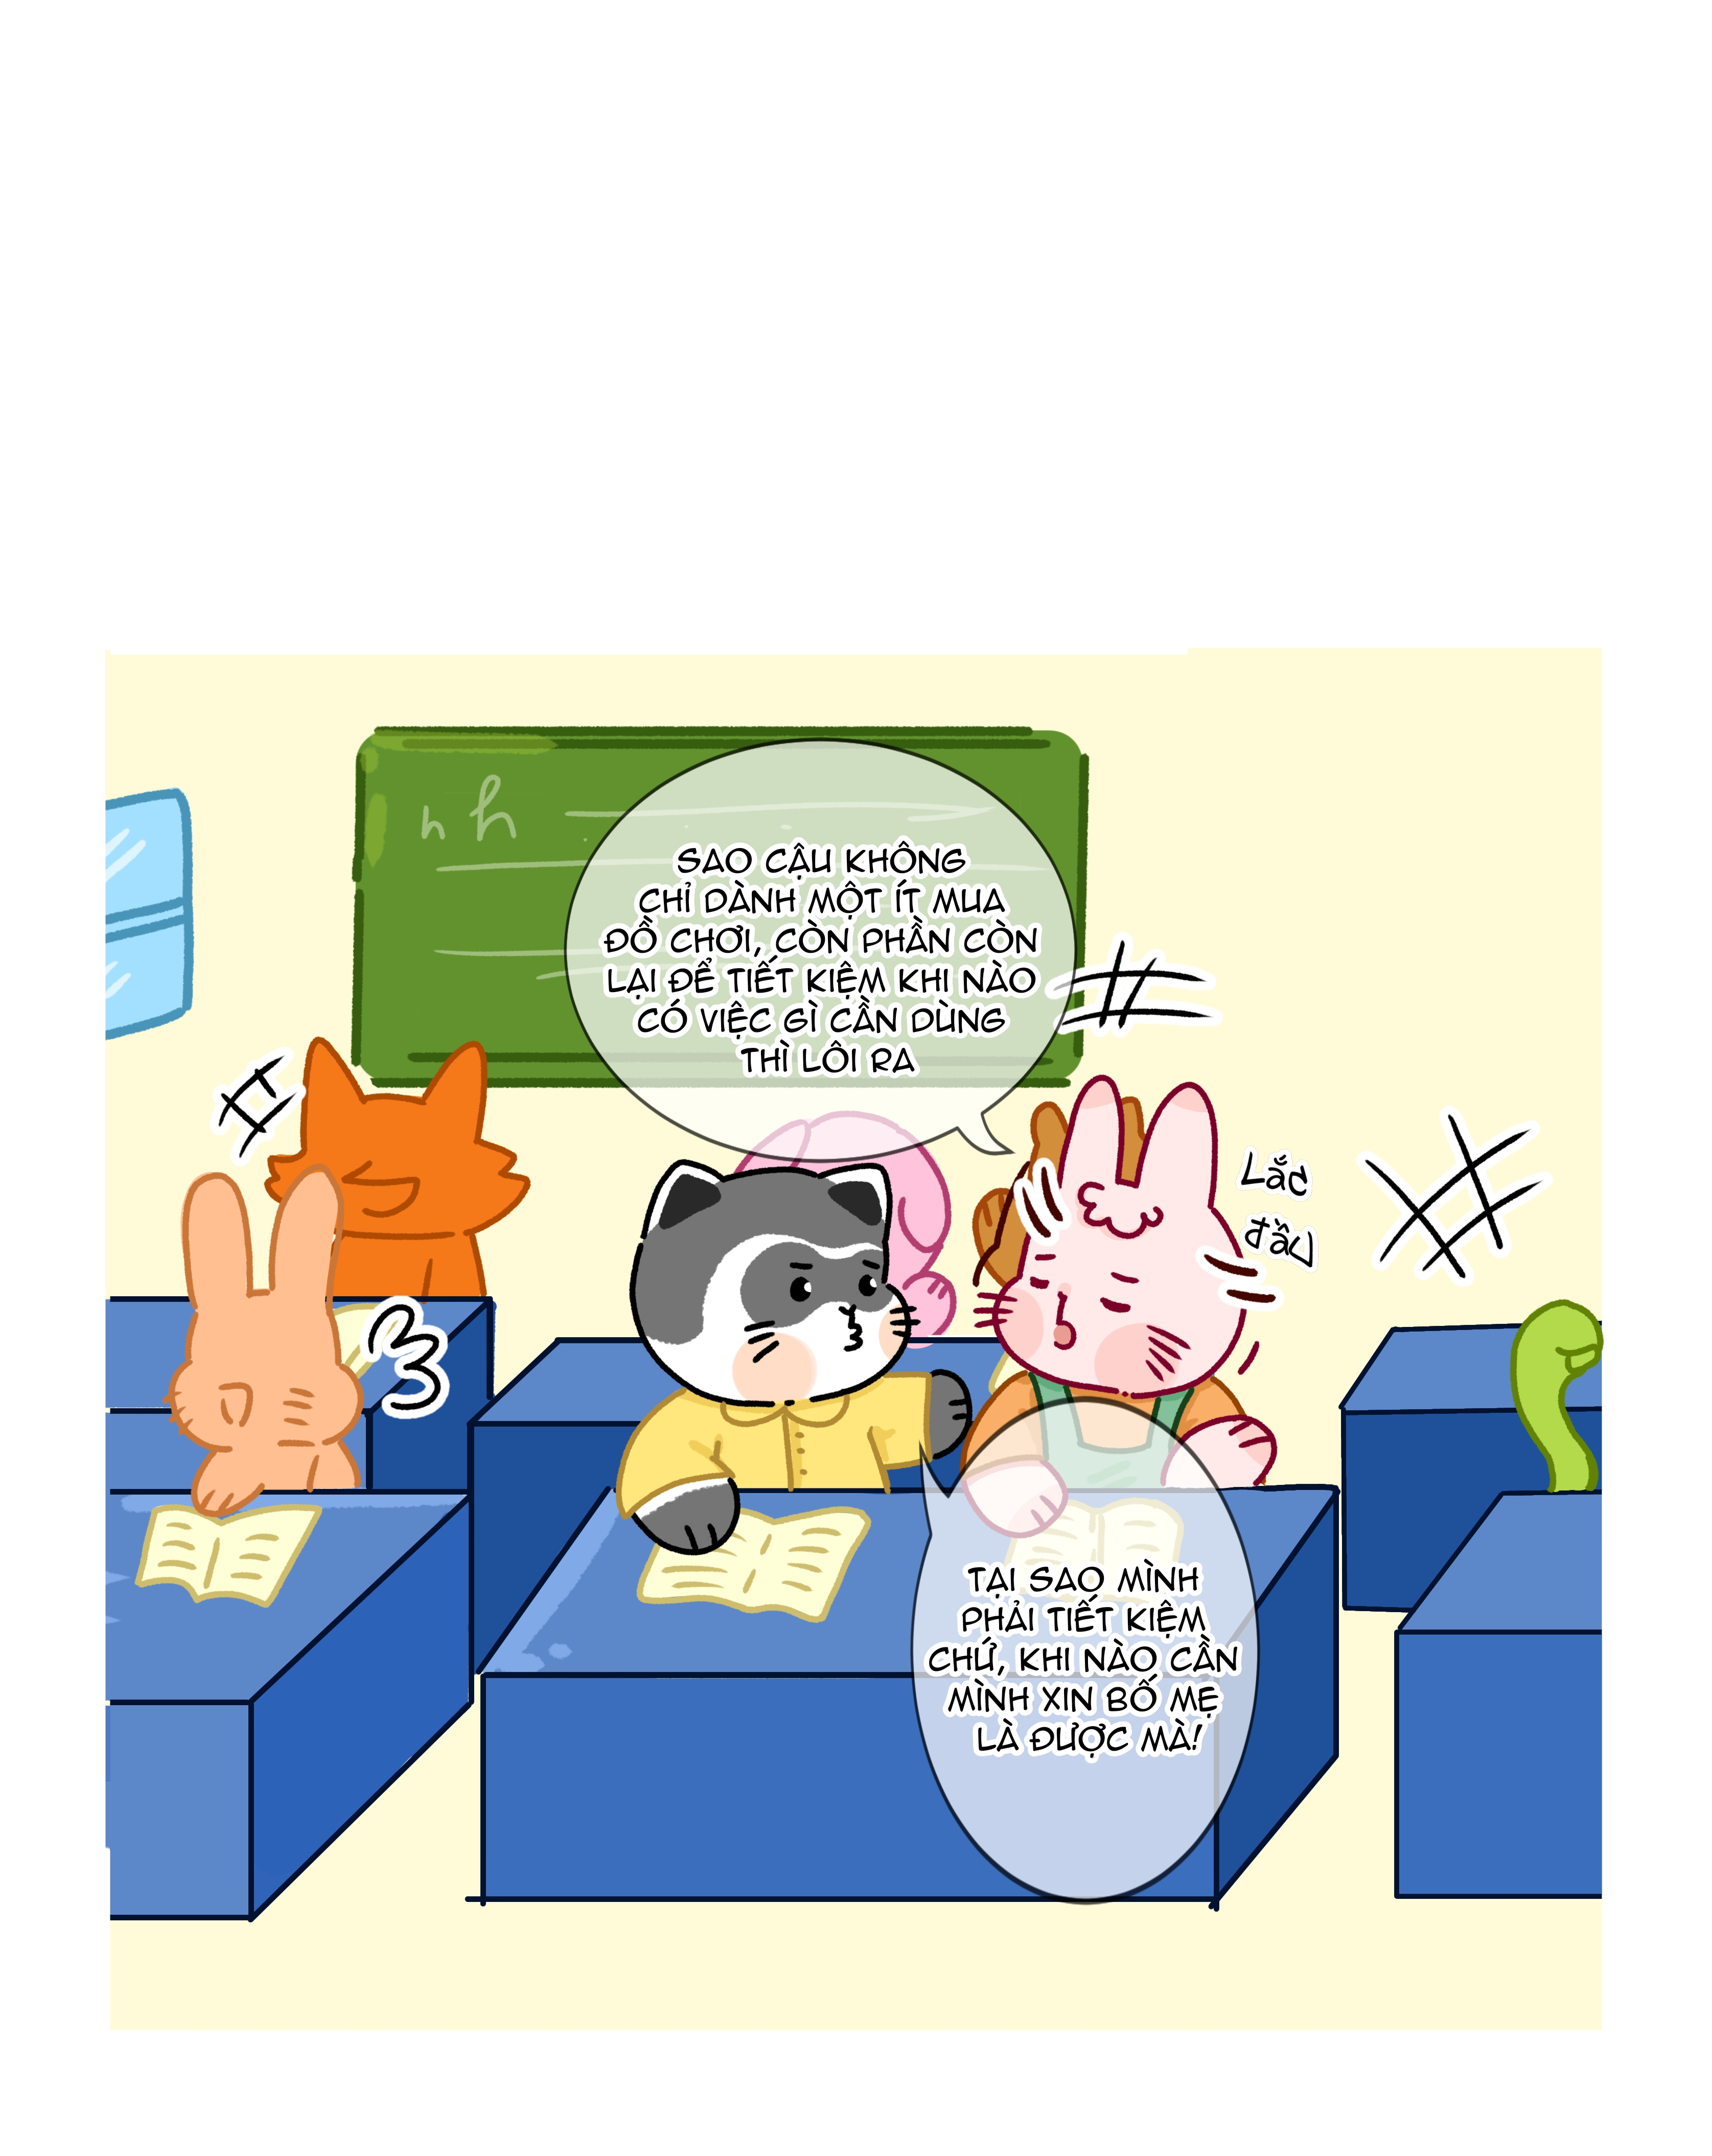 h h
SAO CẬU KHÔNG
CHỈ DÀNH MỘT ÍT MUA
ĐỒ CHƠI, CÒN PHẦN CÒN
LẠI ĐỂ TIẾT KIỆM KHI NÀO
CÓ VIỆC GÌ CẦN DÙNG
THÌ LÔI RA
Lắc
đầu
TẠI SAO MÌNH
PHẢI TIẾT KIỆM
CHỨ, KHI NÀO CẦN
MÌNH XIN BỐ MẸ
LÀ ĐƯỢC MÀ!